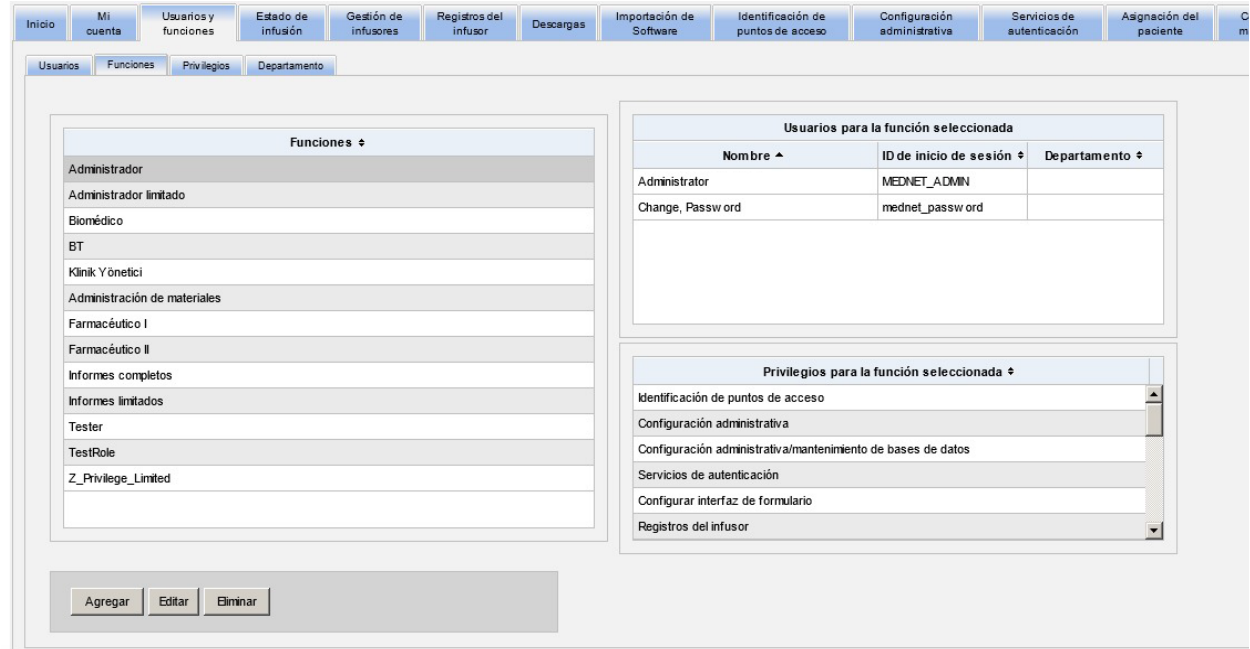 Inicio
Mi cuenta
Usuarios y funciones
Estado de infusión
Gestión de infusores
Registros del infusor
Descargas
Importación de Software
Identificación de puntos de acceso
Configuración administrativa
Servicios de autenticación
Asignación del paciente
Usuarios
Funciones
Privilegios
Departamento
Funciones
Administrador
Administrador limitado
Biomédico
BT
Klinik Yönetici
Administración de materiales
Farmacéutico I
Farmacéutico II
Informes completos
Informes limitados
Tester
TestRole
Z_Privilege_Limited
Usuarios para la función seleccionada
Nombre ID de inicio de sesión Departamento
Administrator MEDNET_ADMIN
Change, Password mednet_password
Privilegios para la función seleccionada
Identificación de puntos de acceso
Configuración administrativa
Configuración administrativa/mantenimiento de bases de datos
Servicios de autenticación
Configurar interfaz de formulario
Registros del infusor
Agregar Editar Eliminar